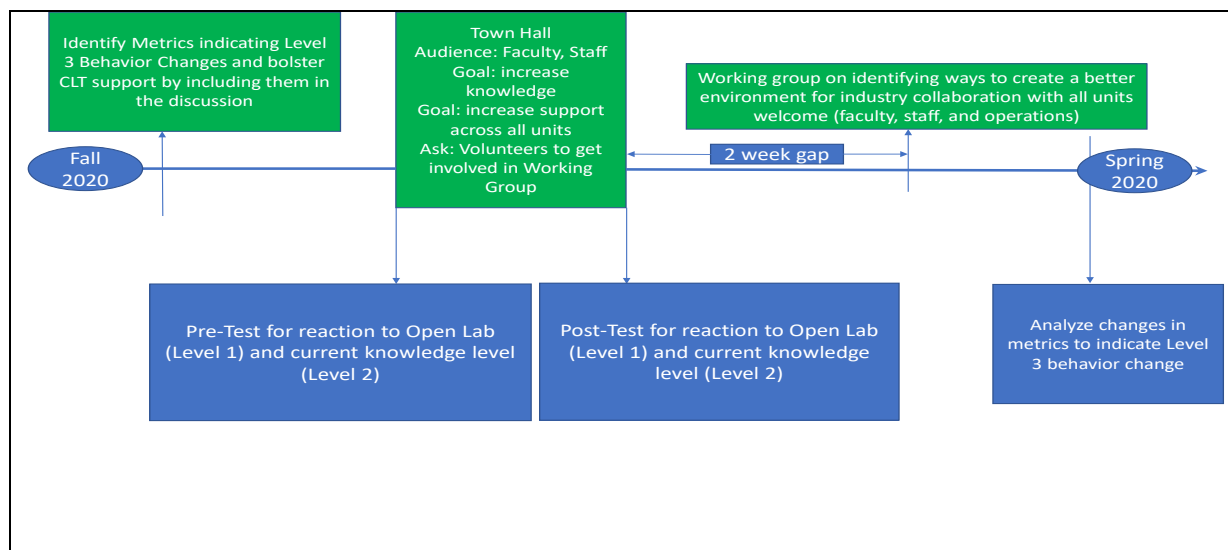 Identify Metrics indicating Level
3 Behavior Changes and bolster
CLT support by including them in
the discussion
Town Hall
Audience: Faculty, Staff
Goal: increase
knowledge
Goal: increase support
across all units
Ask: Volunteers to get
involved in Working
Group
Working group on identifying ways to create a better
environment for industry collaboration with all units
welcome (faculty, staff, and operations)
Fall
2020
2 week gap
Spring
2020
Pre-Test for reaction to Open Lab
(Level 1) and current knowledge level
(Level 2)
Post-Test for reaction to Open Lab
(Level 1) and current knowledge
level (Level 2)
Analyze changes in
metrics to indicate Level
3 behavior change